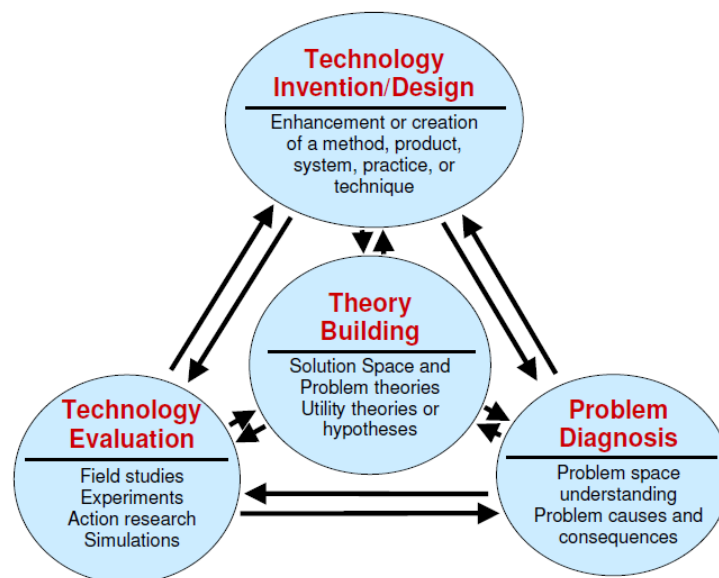 Technology
Invention/Design
Enhancement or creation
of a method, product,
system, practice, or
technique
Theory
Building
Solution Space and
Problem theories
Utility theories or
hypotheses
Technology
Evaluation
Field studies
Experiments
Action research
Simulations
Problem
Diagnosis
Problem space
understanding
Problem causes and
consequences